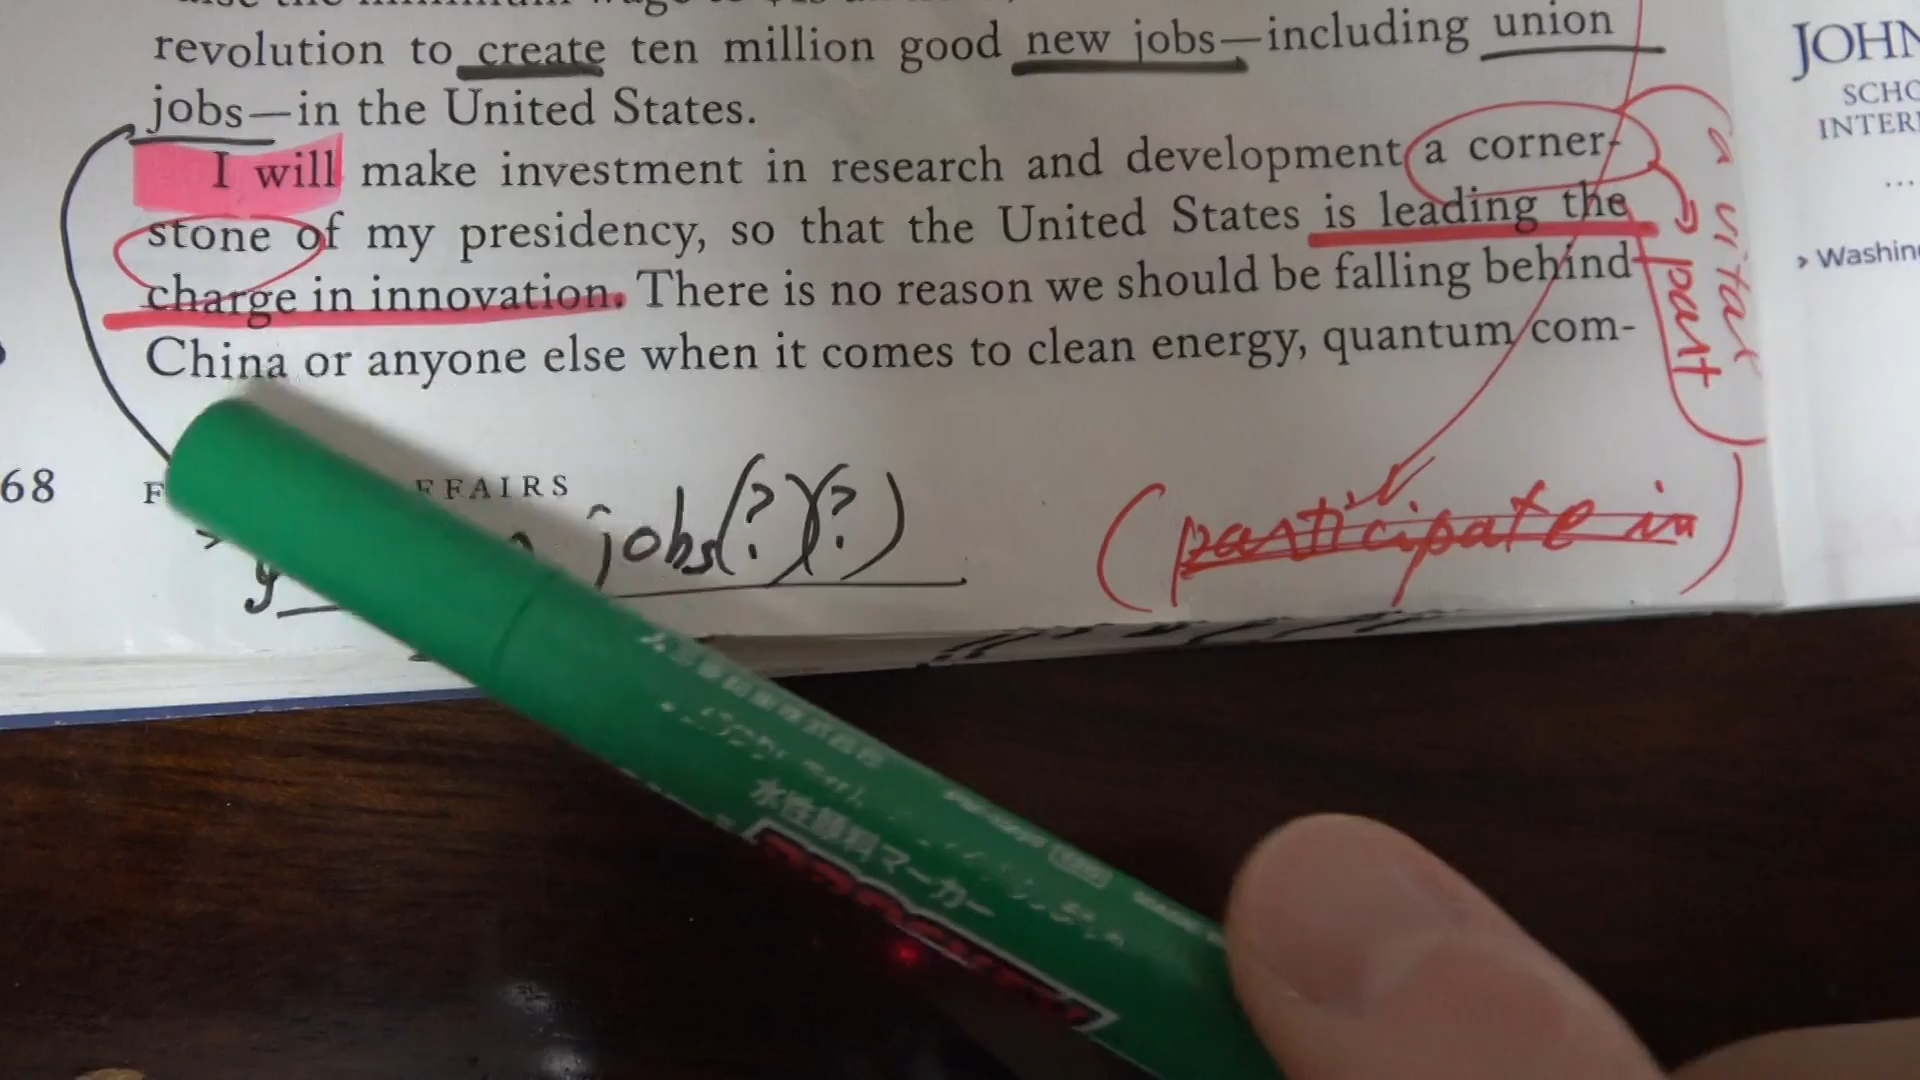 revolution to create ten million good new jobs—including union
jobs—in the United States.
I will make investment in research and development a corner-
stone of my presidency, so that the United States is leading the
charge in innovation. There is no reason we should be falling behind
China or anyone else when it comes to clean energy, quantum com-
68
FFAIRS
jobs(?)(?)
(participate in)
(a vital
part)
JOHN
SCHO
INTER
...
› Washin
水性顔料マーカー